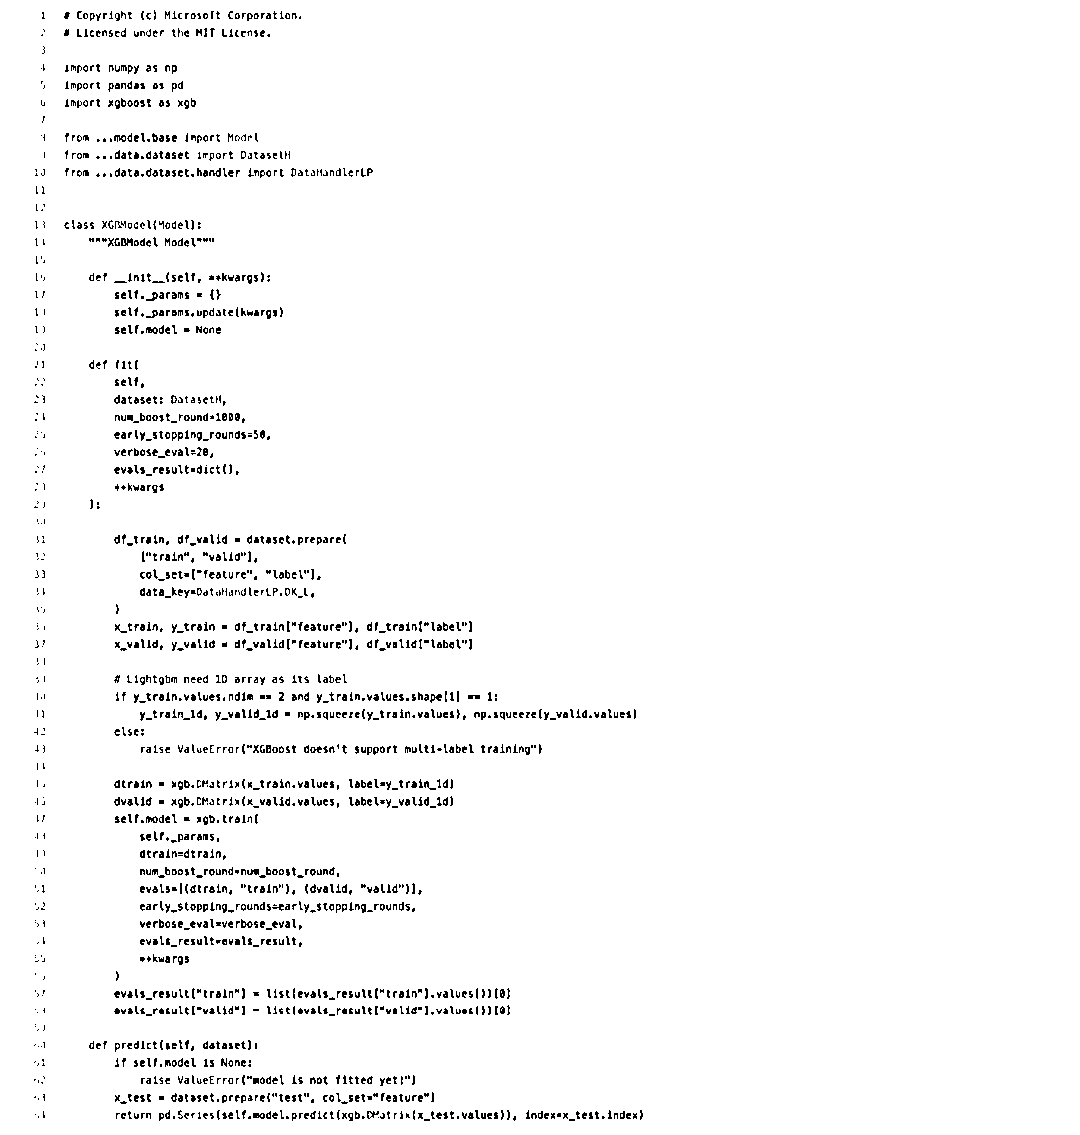 1 # Copyright (c) Microsoft Corporation.
2 # Licensed under the MIT License.
3
4 import numpy as np
5 import pandas as pd
6 import xgboost as xgb
7
8 from ...model.base import Model
9 from ...data.dataset import DatasetH
10 from ...data.dataset.handler import DataHandlerLP
11
12
13 class XGBModel(Model):
14     """XGBModel Model"""
15
16     def __init__(self, **kwargs):
17         self._params = {}
18         self._params.update(kwargs)
19         self.model = None
20
21     def fit(
22         self,
23         dataset: DatasetH,
24         num_boost_round=1000,
25         early_stopping_rounds=50,
26         verbose_eval=20,
27         evals_result=dict(),
28         **kwargs
29     ):
30
31         df_train, df_valid = dataset.prepare(
32             ["train", "valid"],
33             col_set=["feature", "label"],
34             data_key=DataHandlerLP.DK_L,
35         )
36         x_train, y_train = df_train["feature"], df_train["label"]
37         x_valid, y_valid = df_valid["feature"], df_valid["label"]
38
39         # Lightgbm need 1D array as its label
40         if y_train.values.ndim == 2 and y_train.values.shape[1] == 1:
41             y_train_1d, y_valid_1d = np.squeeze(y_train.values), np.squeeze(y_valid.values)
42         else:
43             raise ValueError("XGBoost doesn't support multi-label training")
44
45         dtrain = xgb.DMatrix(x_train.values, label=y_train_1d)
46         dvalid = xgb.DMatrix(x_valid.values, label=y_valid_1d)
47         self.model = xgb.train(
48             self._params,
49             dtrain=dtrain,
50             num_boost_round=num_boost_round,
51             evals=[(dtrain, "train"), (dvalid, "valid")],
52             early_stopping_rounds=early_stopping_rounds,
53             verbose_eval=verbose_eval,
54             evals_result=evals_result,
55             **kwargs
56         )
57         evals_result["train"] = list(evals_result["train"].values())[0]
58         evals_result["valid"] = list(evals_result["valid"].values())[0]
59
60     def predict(self, dataset):
61         if self.model is None:
62             raise ValueError("model is not fitted yet!")
63         x_test = dataset.prepare("test", col_set="feature")
64         return pd.Series(self.model.predict(xgb.DMatrix(x_test.values)), index=x_test.index)